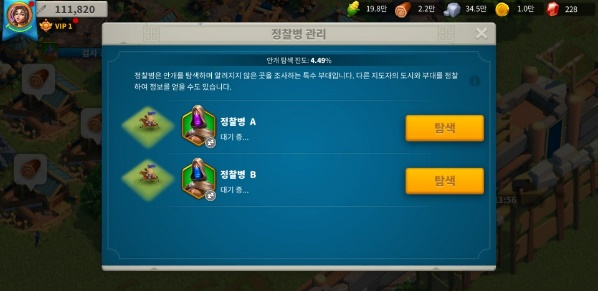 111,820
19.8만
2.2만
34.5만
1.0만
228
VIP 1
정찰병 관리
안개 탐색 진도: 4.49%
정찰병은 안개를 탐색하며 알려지지 않은 곳을 조사하는 특수 부대입니다. 다른 지도자의 도시와 부대를 정찰
하여 정보를 얻을 수도 있습니다.
정찰병 A
대기 중...
탐색
정찰병 B
대기 중...
탐색